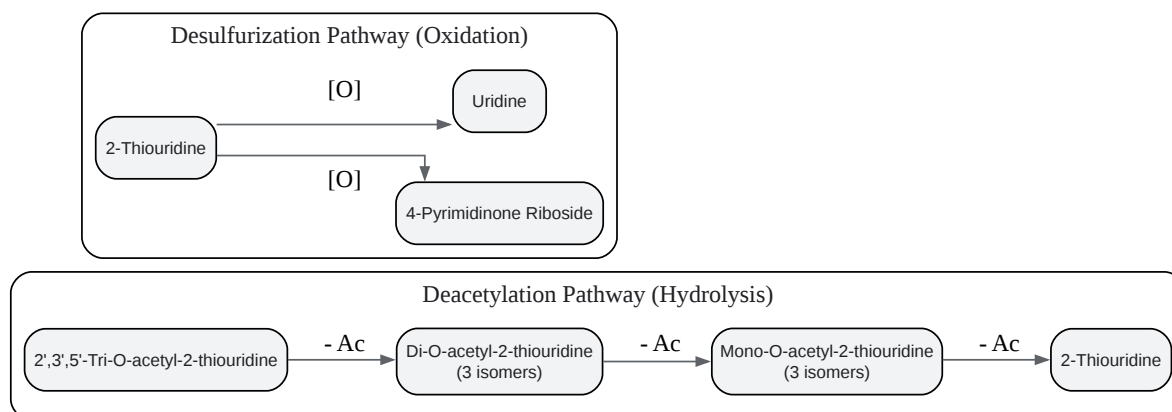 Desulfurization Pathway (Oxidation)
[O]
Uridine
2-Thiouridine
[O]
4-Pyrimidinone Riboside
Deacetylation Pathway (Hydrolysis)
2',3',5'-Tri-O-acetyl-2-thiouridine
- Ac
Di-O-acetyl-2-thiouridine
(3 isomers)
- Ac
Mono-O-acetyl-2-thiouridine
(3 isomers)
- Ac
2-Thiouridine